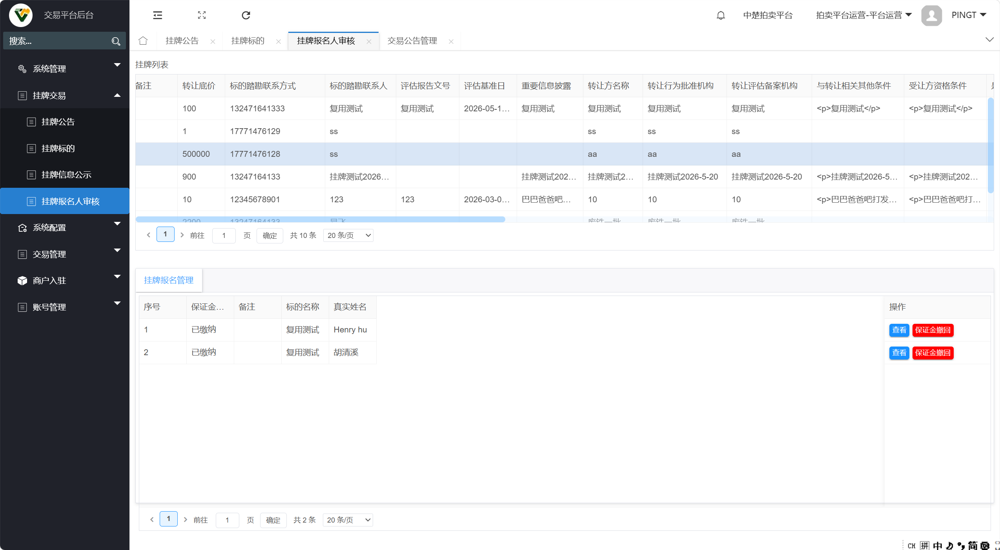 交易平台后台
中楚拍卖平台 拍卖平台运营-平台运营 PINGT
搜索...
挂牌公告 挂牌标的 挂牌报名人审核 交易公告管理
系统管理
挂牌交易
挂牌公告
挂牌标的
挂牌信息公示
挂牌报名人审核
系统配置
交易管理
商户入驻
账号管理
挂牌列表
备注 转让底价 标的踏勘联系方式 标的踏勘联系人 评估报告文号 评估基准日 重要信息披露 转让方名称 转让行为批准机构 转让评估备案机构 与转让相关其他条件 受让方资格条件
100 132471641333 复用测试 复用测试 2026-05-1... 复用测试 复用测试 复用测试 复用测试 <p>复用测试</p> <p>复用测试</p>
1 17771476129 ss ss ss ss
500000 17771476128 ss aa aa aa
900 13247164133 挂牌测试2026... 挂牌测试202... 挂牌测试2... 挂牌测试2026-5-20 挂牌测试2026-5-20 <p>挂牌测试2026-5... <p>挂牌测试202...
10 12345678901 123 123 2026-03-0... 巴巴爸爸吧... 10 10 10 <p>巴巴爸爸吧打发... <p>巴巴爸爸吧打...
2200 13247164133 废铁一批 废铁一批 废铁一批
1 前往 1 页 确定 共 10 条 20 条/页
挂牌报名管理
序号 保证金... 备注 标的名称 真实姓名 操作
1 已缴纳 复用测试 Henry hu 查看 保证金撤回
2 已缴纳 复用测试 胡清溪 查看 保证金撤回
1 前往 1 页 确定 共 2 条 20 条/页
CH 拼 中 简